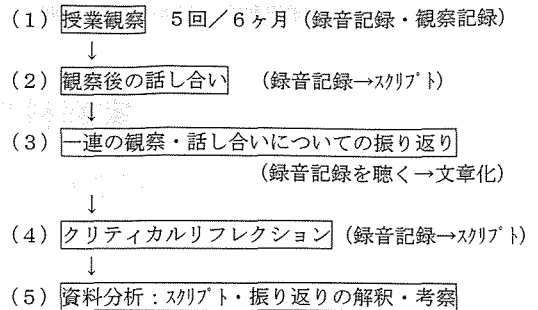 (1) 授業観察 5回／6ヶ月 (録音記録・観察記録)
↓
(2) 観察後の話し合い (録音記録→ｽｸﾘﾌﾟﾄ)
↓
(3) 一連の観察・話し合いについての振り返り
(録音記録を聴く→文章化)
↓
(4) クリティカルリフレクション (録音記録→ｽｸﾘﾌﾟﾄ)
↓
(5) 資料分析：ｽｸﾘﾌﾟﾄ・振り返りの解釈・考察